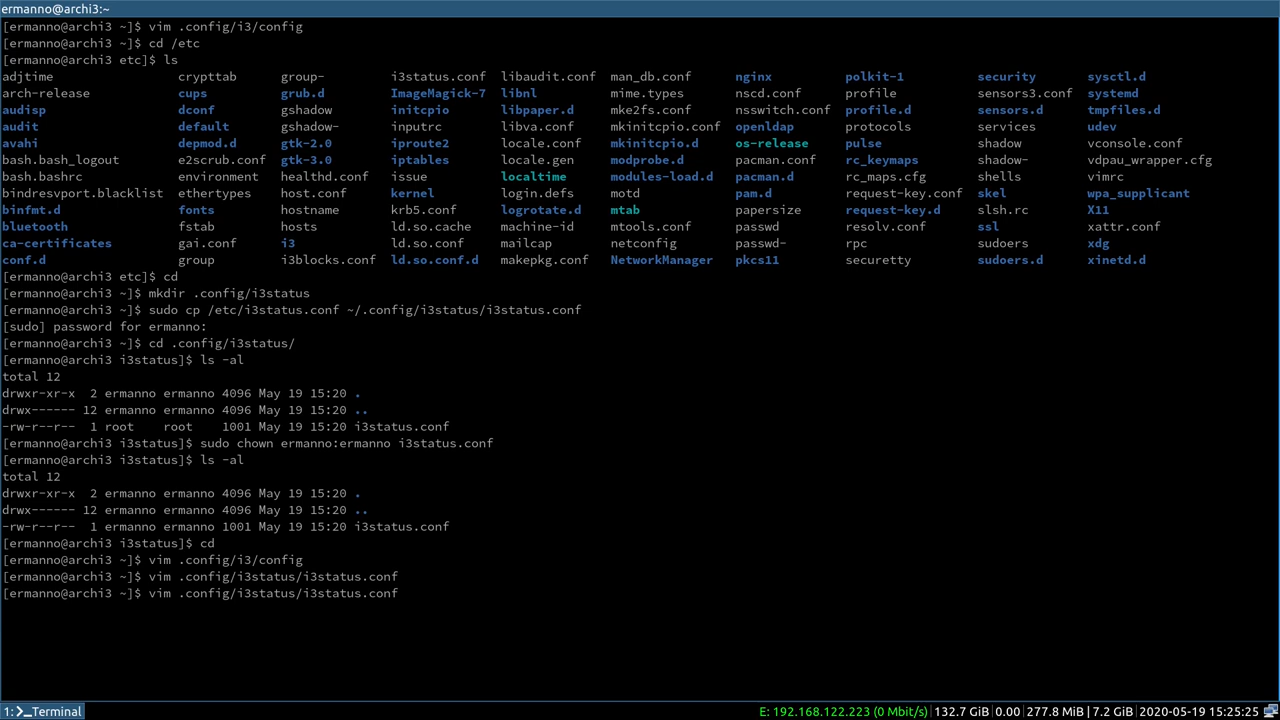 ermanno@archi3:~
[ermanno@archi3 ~]$ vim .config/i3/config
[ermanno@archi3 ~]$ cd /etc
[ermanno@archi3 etc]$ ls
adjtime crypttab group- i3status.conf libaudit.conf man_db.conf nginx polkit-1 security sysctl.d
arch-release cups grub.d ImageMagick-7 libnl mime.types nscd.conf profile sensors3.conf systemd
audisp dconf gshadow initcpio libpaper.d mke2fs.conf nsswitch.conf profile.d sensors.d tmpfiles.d
audit default gshadow- inputrc libva.conf mkinitcpio.conf openldap protocols services udev
avahi depmod.d gtk-2.0 iproute2 locale.conf mkinitcpio.d os-release pulse shadow vconsole.conf
bash.bash_logout e2scrub.conf gtk-3.0 iptables locale.gen modprobe.d pacman.conf rc_keymaps shadow- vdpau_wrapper.cfg
bash.bashrc environment healthd.conf issue localtime modules-load.d pacman.d rc_maps.cfg shells vimrc
bindresvport.blacklist ethertypes host.conf kernel login.defs motd pam.d request-key.conf skel wpa_supplicant
binfmt.d fonts hostname krb5.conf logrotate.d mtab papersize request-key.d slsh.rc X11
bluetooth fstab hosts ld.so.cache machine-id mtools.conf passwd resolv.conf ssl xattr.conf
ca-certificates gai.conf i3 ld.so.conf mailcap netconfig passwd- rpc sudoers xdg
conf.d group i3blocks.conf ld.so.conf.d makepkg.conf NetworkManager pkcs11 securetty sudoers.d xinetd.d
[ermanno@archi3 etc]$ cd
[ermanno@archi3 ~]$ mkdir .config/i3status
[ermanno@archi3 ~]$ sudo cp /etc/i3status.conf ~/.config/i3status/i3status.conf
[sudo] password for ermanno:
[ermanno@archi3 ~]$ cd .config/i3status/
[ermanno@archi3 i3status]$ ls -al
total 12
drwxr-xr-x 2 ermanno ermanno 4096 May 19 15:20 .
drwx------ 12 ermanno ermanno 4096 May 19 15:20 ..
-rw-r--r-- 1 root root 1001 May 19 15:20 i3status.conf
[ermanno@archi3 i3status]$ sudo chown ermanno:ermanno i3status.conf
[ermanno@archi3 i3status]$ ls -al
total 12
drwxr-xr-x 2 ermanno ermanno 4096 May 19 15:20 .
drwx------ 12 ermanno ermanno 4096 May 19 15:20 ..
-rw-r--r-- 1 ermanno ermanno 1001 May 19 15:20 i3status.conf
[ermanno@archi3 i3status]$ cd
[ermanno@archi3 ~]$ vim .config/i3/config
[ermanno@archi3 ~]$ vim .config/i3status/i3status.conf
[ermanno@archi3 ~]$ vim .config/i3status/i3status.conf
1: Terminal E: 192.168.122.223 (0 Mbit/s) 132.7 GiB 0.00 277.8 MiB | 7.2 GiB 2020-05-19 15:25:25